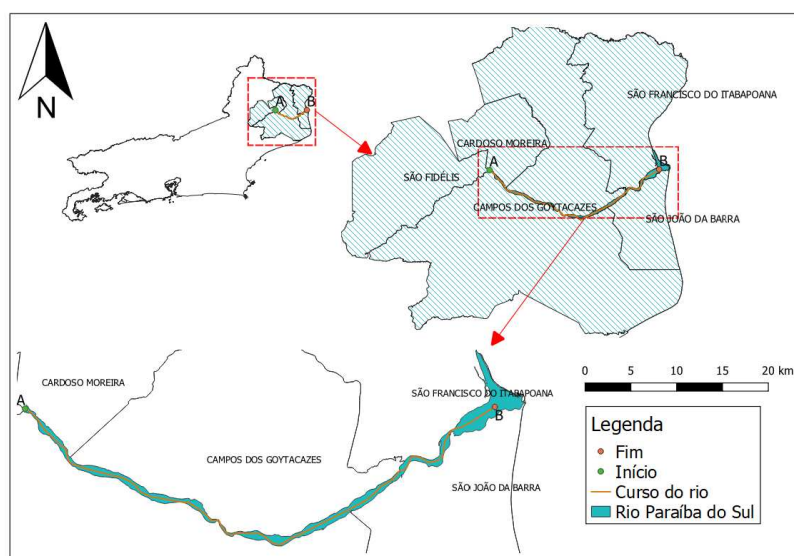 N
A
B
SÃO FRANCISCO DO ITABAPOANA
CARDOSO MOREIRA
A
B
SÃO FIDÉLIS
CAMPOS DOS GOYTACAZES
SÃO JOÃO DA BARRA
CARDOSO MOREIRA
A
SÃO FRANCISCO DO ITABAPOANA
B
CAMPOS DOS GOYTACAZES
SÃO JOÃO DA BARRA
0 5 10 15 20 km
Legenda
Fim
Início
Curso do rio
Rio Paraíba do Sul